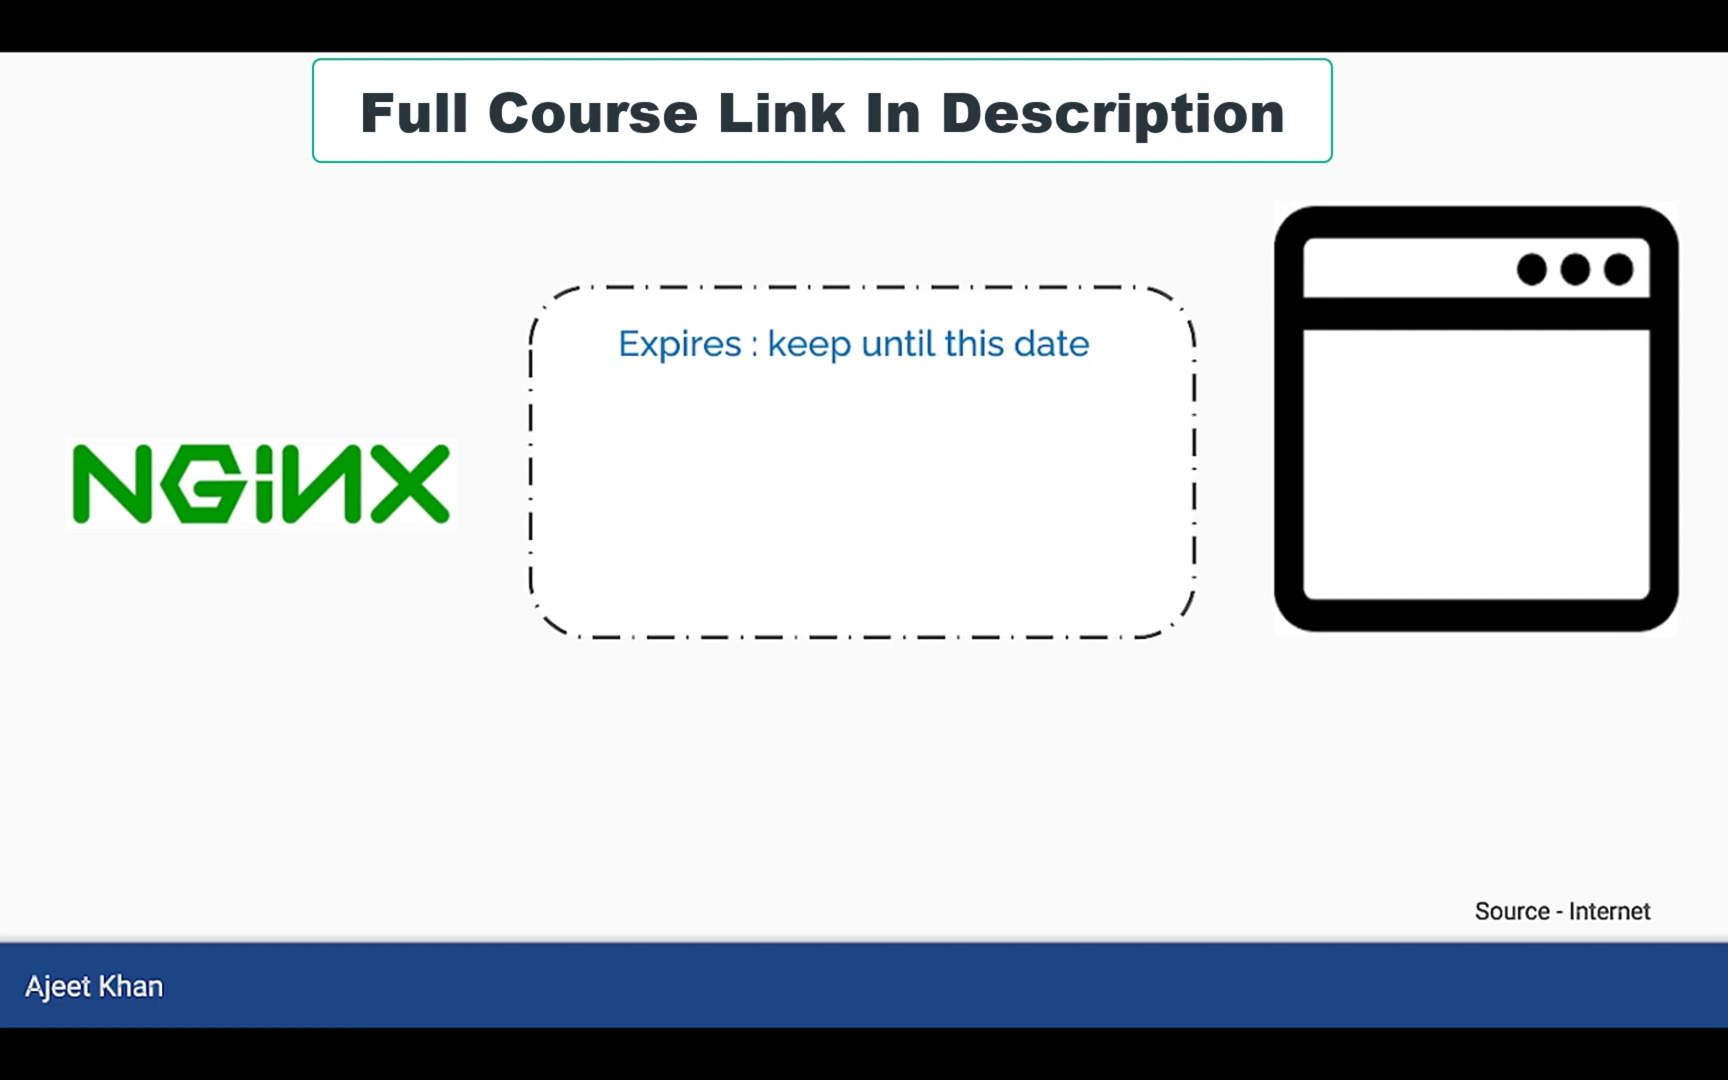 Full Course Link In Description
Expires : keep until this date
NGINX
Source - Internet
Ajeet Khan